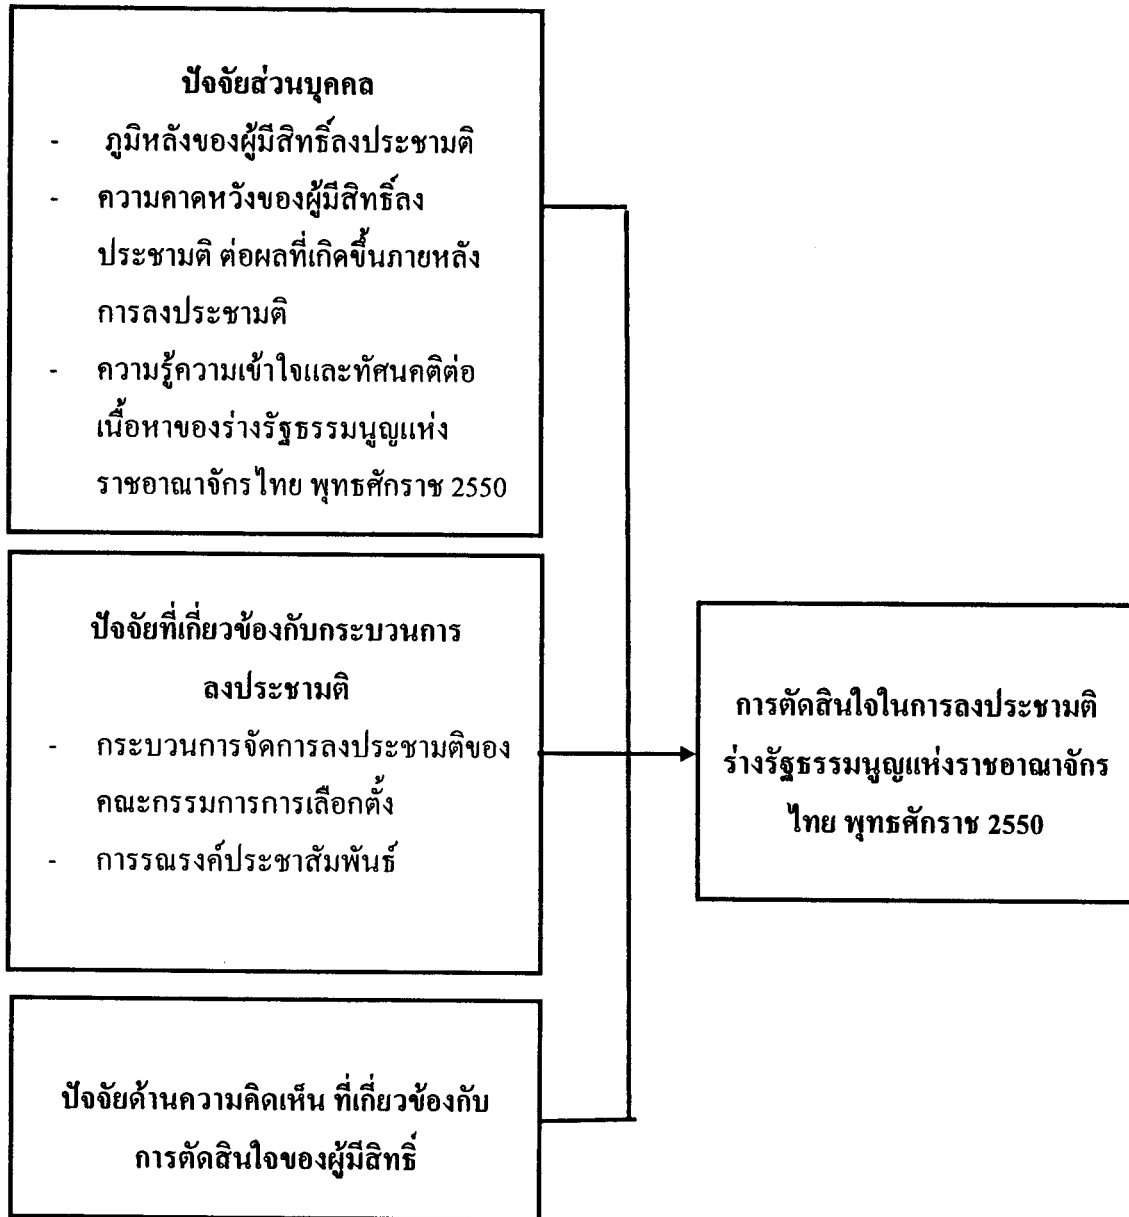 ปัจจัยส่วนบุคคล
- ภูมิหลังของผู้มีสิทธิ์ลงประชามติ
- ความคาดหวังของผู้มีสิทธิ์ลง
ประชามติ ต่อผลที่เกิดขึ้นภายหลัง
การลงประชามติ
- ความรู้ความเข้าใจและทัศนคติต่อ
เนื้อหาของร่างรัฐธรรมนูญแห่ง
ราชอาณาจักรไทย พุทธศักราช 2550
ปัจจัยที่เกี่ยวข้องกับกระบวนการ
ลงประชามติ
- กระบวนการจัดการลงประชามติของ
คณะกรรมการการเลือกตั้ง
- การรณรงค์ประชาสัมพันธ์
ปัจจัยด้านความคิดเห็น ที่เกี่ยวข้องกับ
การตัดสินใจของผู้มีสิทธิ์
การตัดสินใจในการลงประชามติ
ร่างรัฐธรรมนูญแห่งราชอาณาจักร
ไทย พุทธศักราช 2550